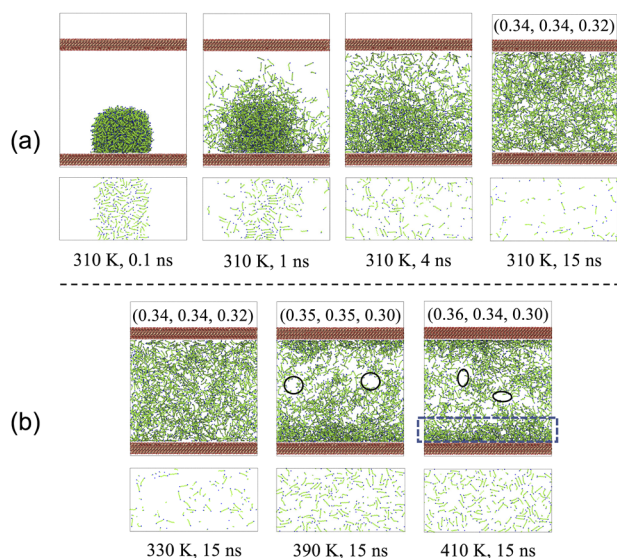 (0.34, 0.34, 0.32)
(a)
310 K, 0.1 ns
310 K, 1 ns
310 K, 4 ns
310 K, 15 ns
(0.34, 0.34, 0.32)
(0.35, 0.35, 0.30)
(0.36, 0.34, 0.30)
(b)
330 K, 15 ns
390 K, 15 ns
410 K, 15 ns